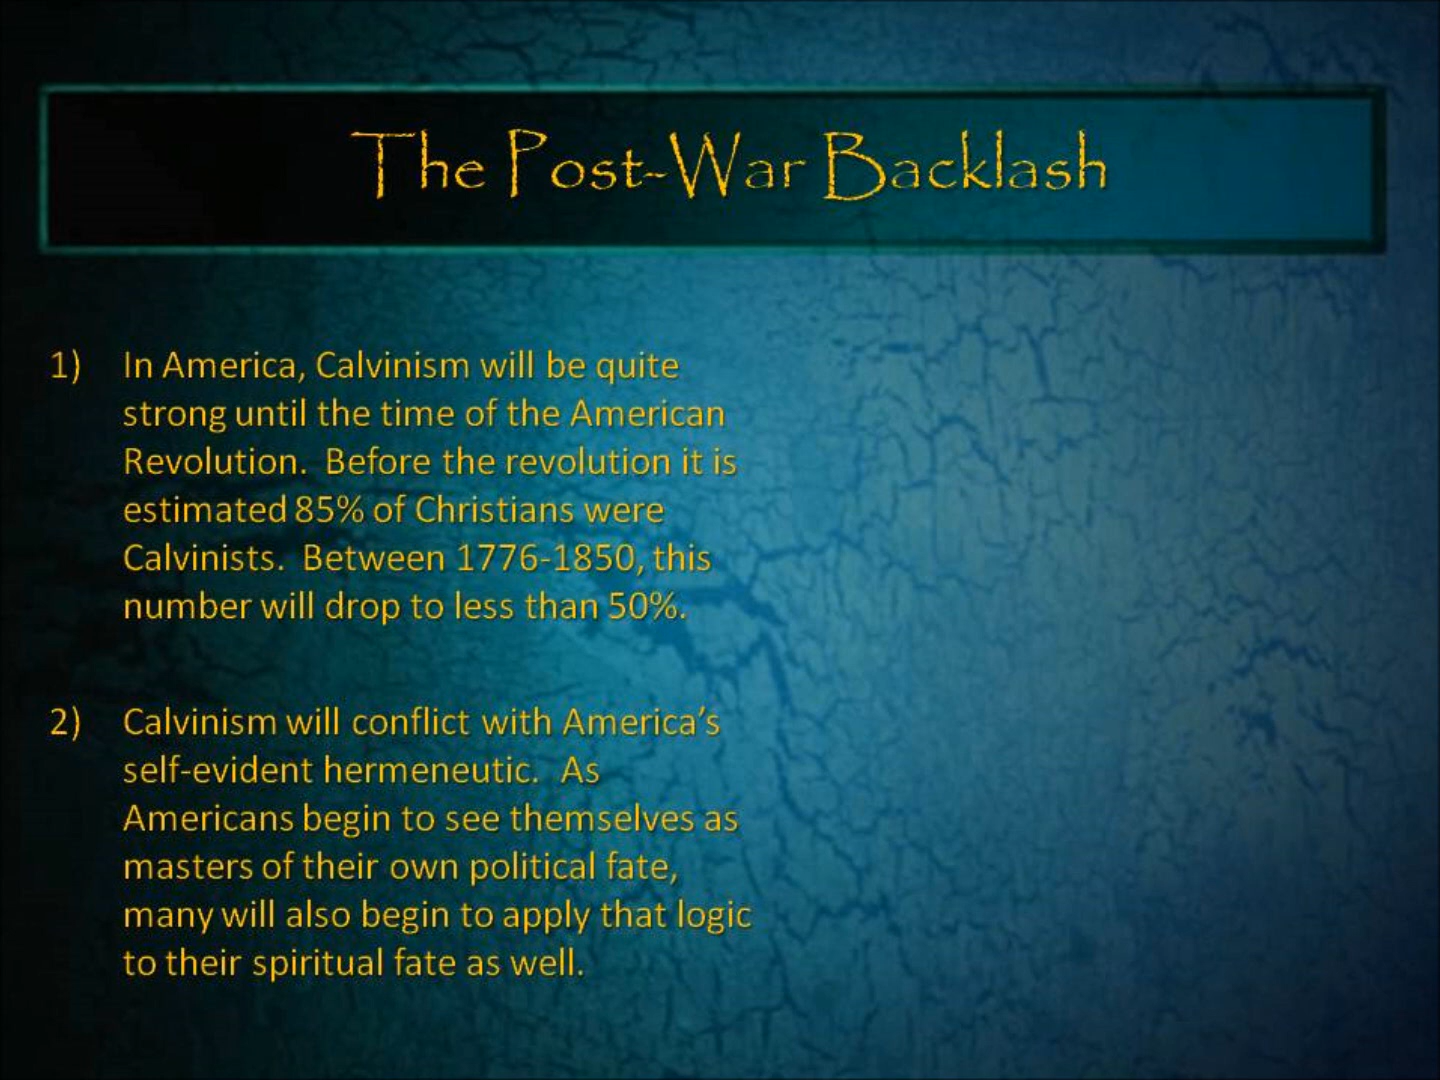 The Post-War Backlash
1) In America, Calvinism will be quite
strong until the time of the American
Revolution.  Before the revolution it is
estimated 85% of Christians were
Calvinists.  Between 1776-1850, this
number will drop to less than 50%.
2) Calvinism will conflict with America’s
self-evident hermeneutic.  As
Americans begin to see themselves as
masters of their own political fate,
many will also begin to apply that logic
to their spiritual fate as well.